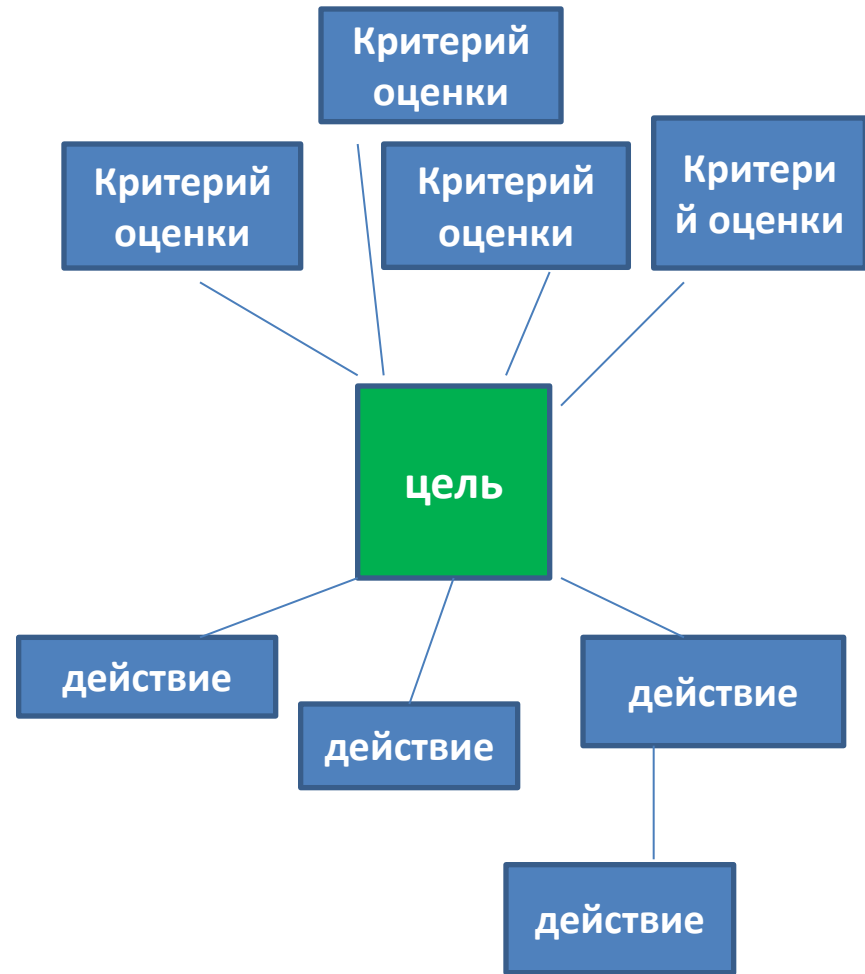 Критерий
оценки
Критерий
оценки
Критерий
оценки
Критери
й оценки
цель
действие
действие
действие
действие